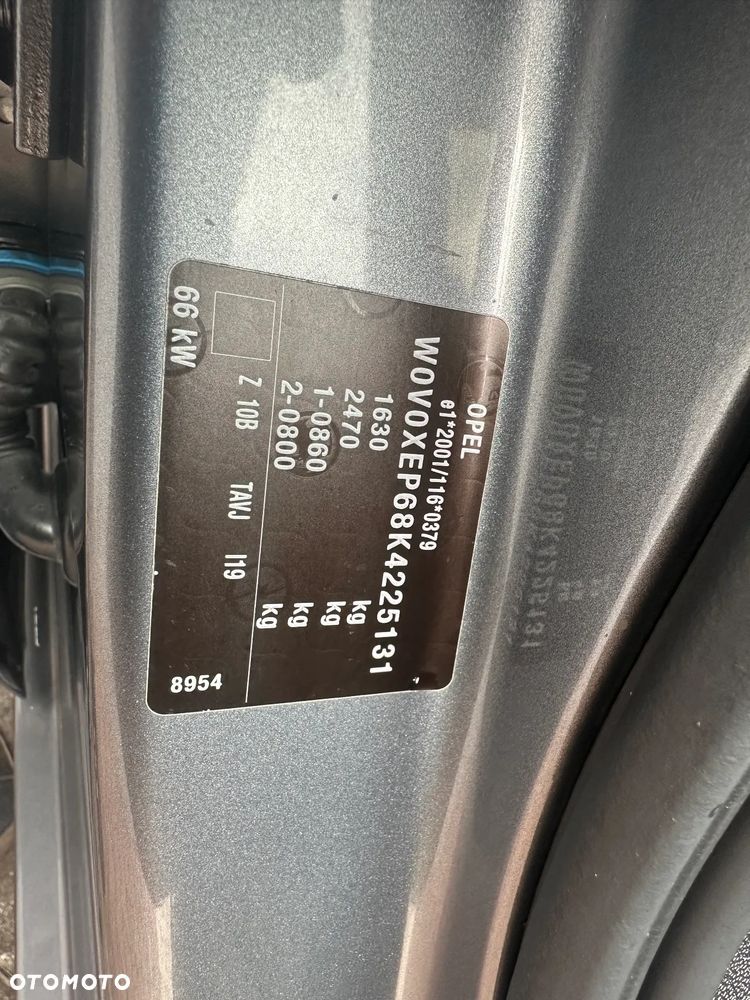 OPEL
e1*2001/116*0379
W0V0XEP68K4225131
1630 kg
2470 kg
1-0860 kg
2-0800 kg
Z 10B TAVJ I19
66 kW
8954
OTOMOTO